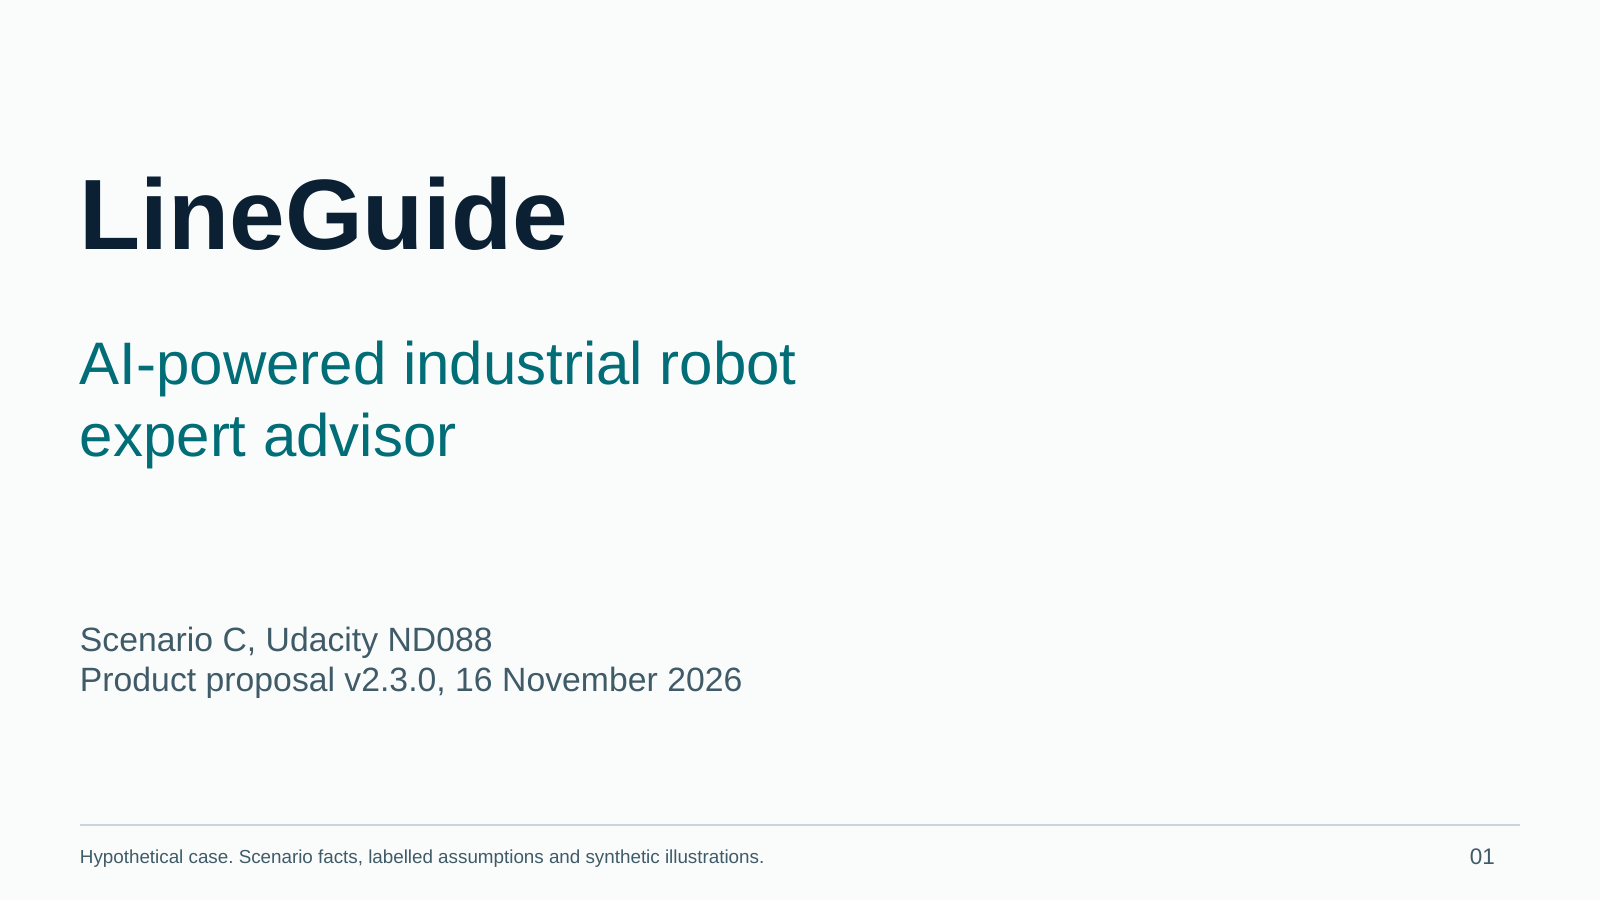 LineGuide
AI-powered industrial robot
expert advisor
Scenario C, Udacity ND088
Product proposal v2.3.0, 16 November 2026
Hypothetical case. Scenario facts, labelled assumptions and synthetic illustrations.
01